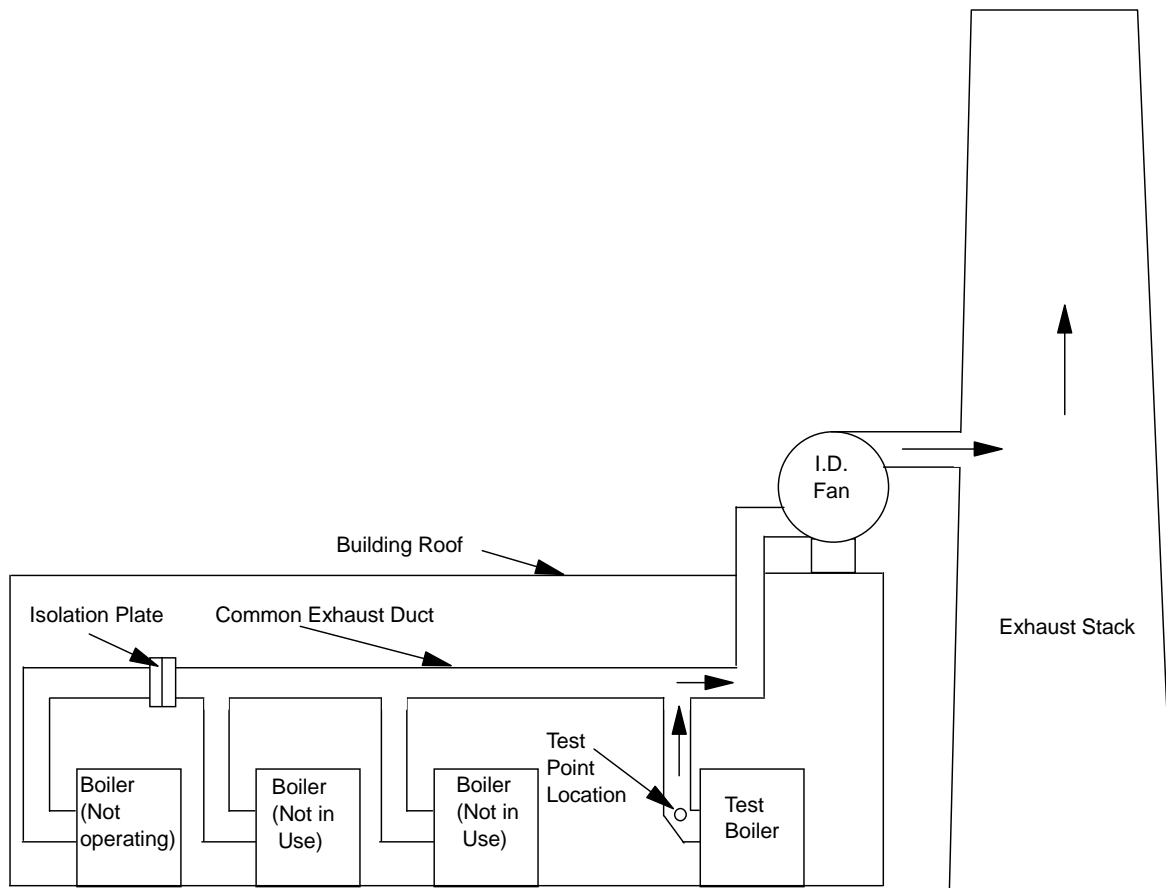 I.D.
Fan
Building Roof
Isolation Plate
Common Exhaust Duct
Exhaust Stack
Test
Point
Location
Boiler
(Not
operating)
Boiler
(Not in
Use)
Boiler
(Not in
Use)
Test
Boiler